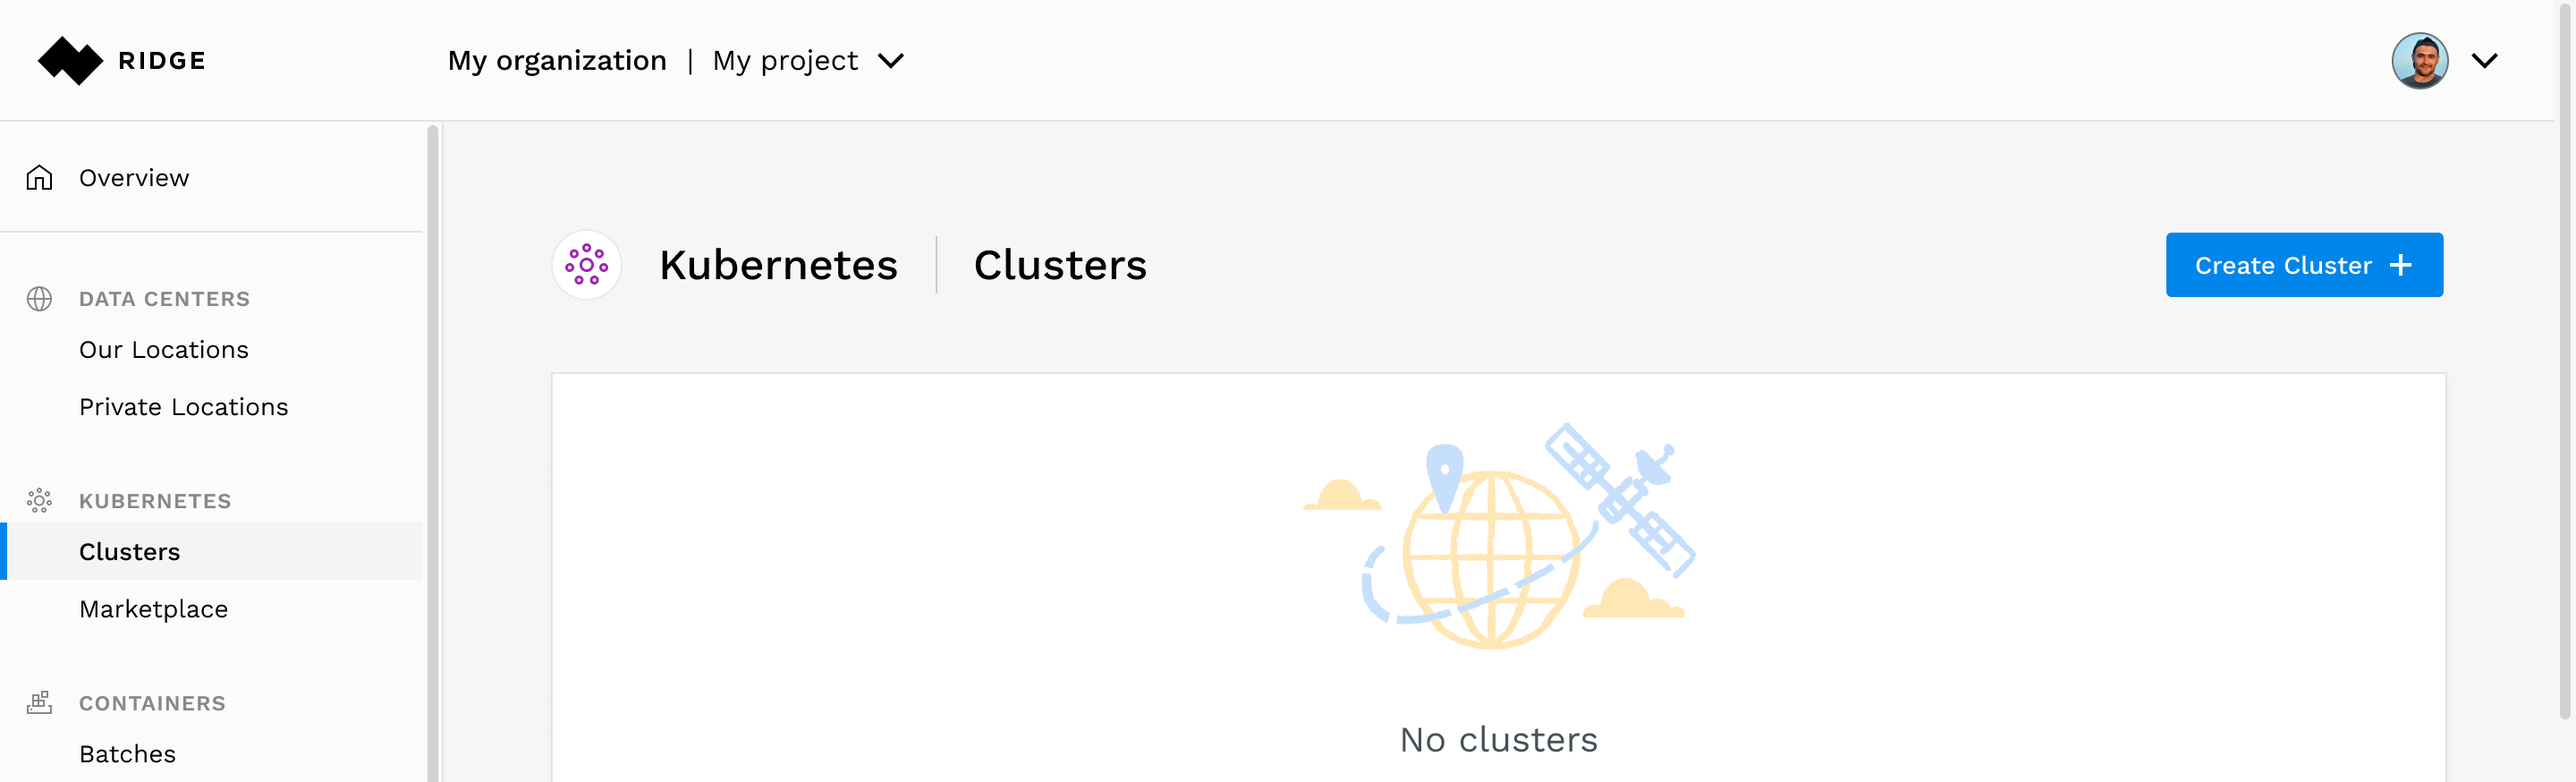 RIDGE
My organization | My project
Overview
DATA CENTERS
Our Locations
Private Locations
KUBERNETES
Clusters
Marketplace
CONTAINERS
Batches
Kubernetes | Clusters
Create Cluster +
No clusters